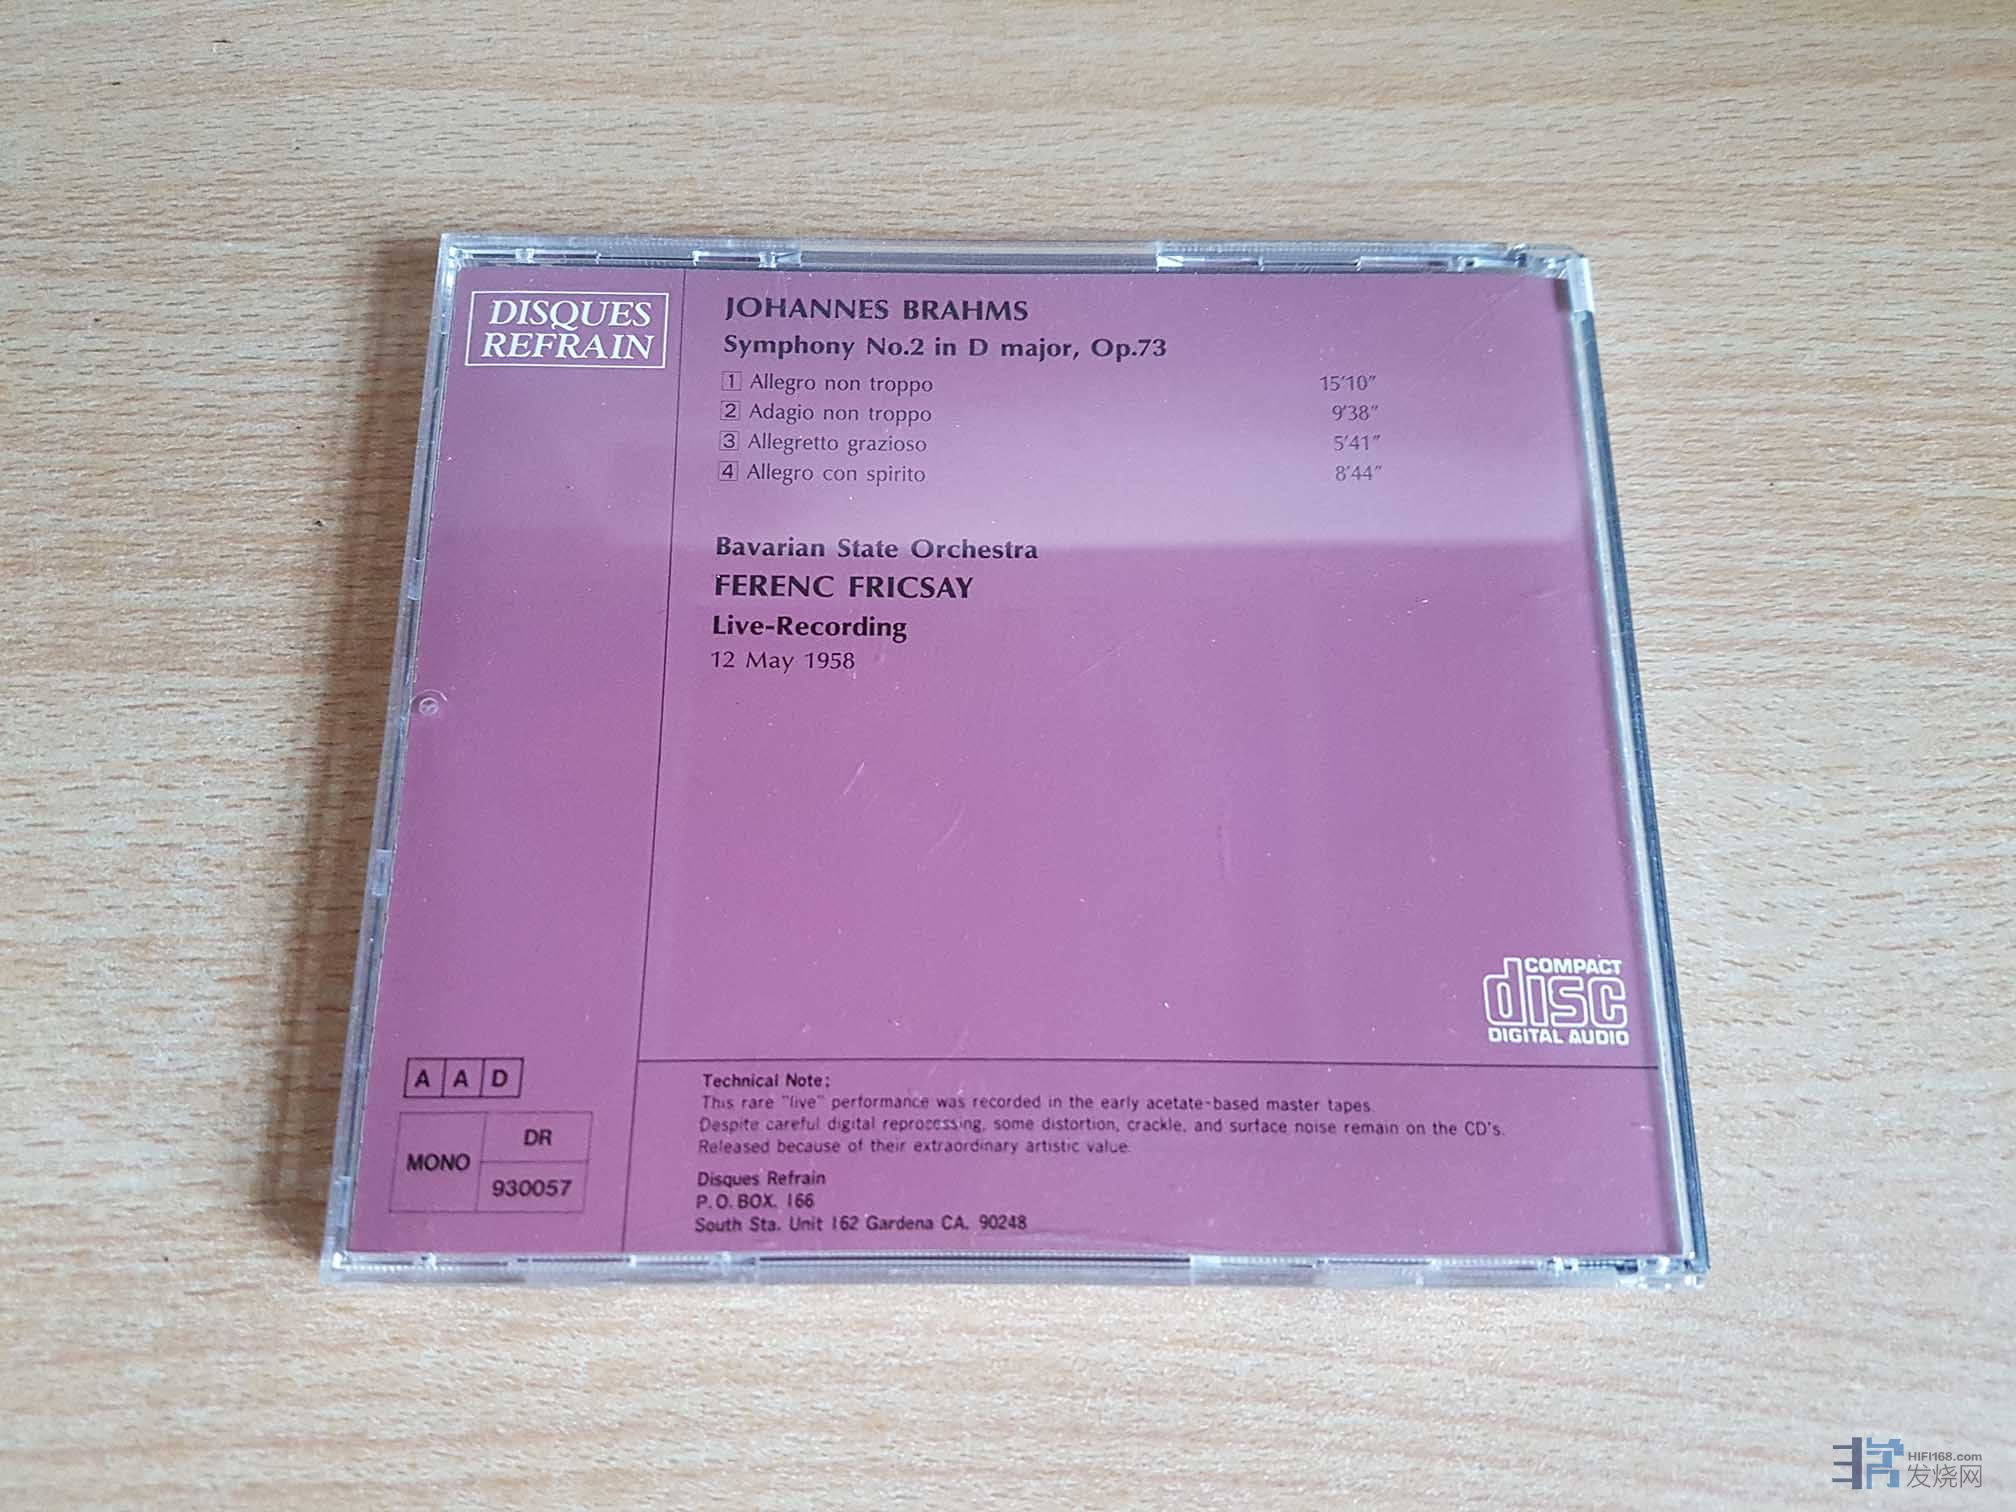 DISQUES
REFRAIN
JOHANNES BRAHMS
Symphony No.2 in D major, Op.73
1 Allegro non troppo 15'10"
2 Adagio non troppo 9'38"
3 Allegretto grazioso 5'41"
4 Allegro con spirito 8'44"
Bavarian State Orchestra
FERENC FRICSAY
Live-Recording
12 May 1958
COMPACT
disc
DIGITAL AUDIO
A A D
MONO
DR
930057
Technical Note:
This rare "live" performance was recorded in the early acetate-based master tapes.
Despite careful digital reprocessing, some distortion, crackle, and surface noise remain on the CD's.
Released because of their extraordinary artistic value.
Disques Refrain
P.O.BOX. 166
South Sta. Unit 162 Gardena CA. 90248
HIFI168.com
发烧网